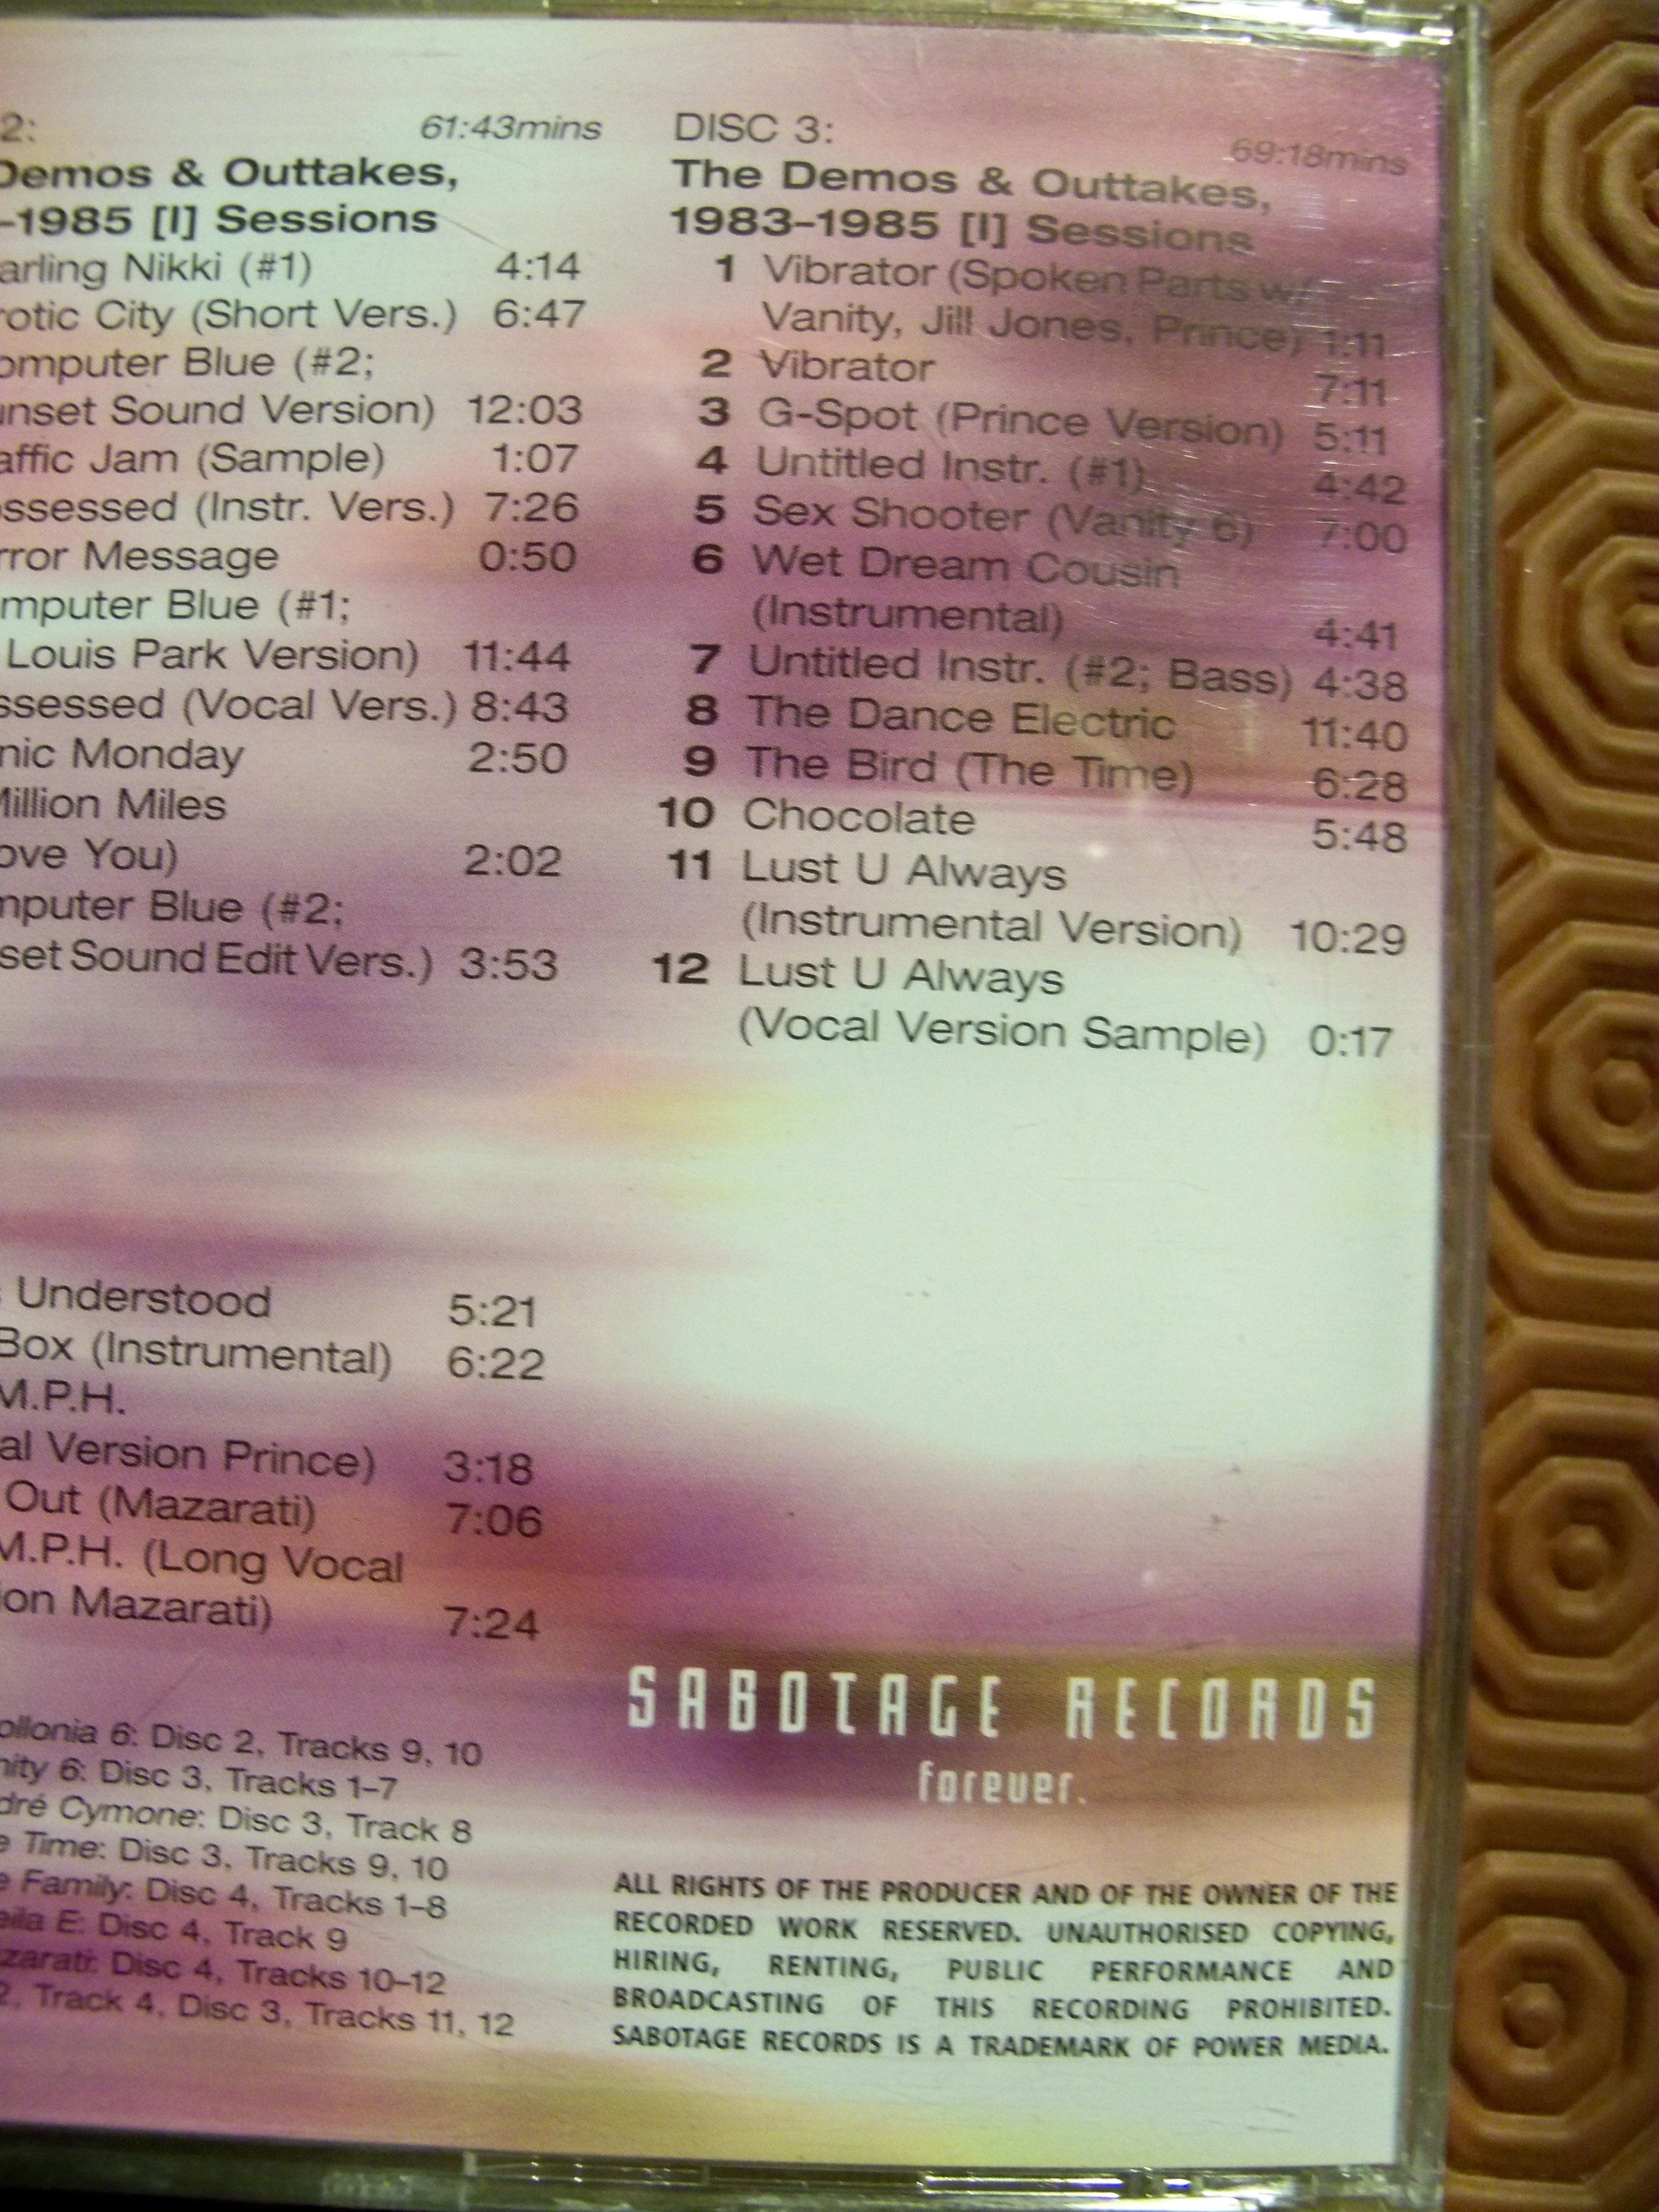 2: 61:43mins
Demos & Outtakes,
-1985 [I] Sessions
arling Nikki (#1) 4:14
rotic City (Short Vers.) 6:47
omputer Blue (#2;
unset Sound Version) 12:03
affic Jam (Sample) 1:07
ossessed (Instr. Vers.) 7:26
rror Message 0:50
mputer Blue (#1;
Louis Park Version) 11:44
ssessed (Vocal Vers.) 8:43
nic Monday 2:50
Million Miles
ove You) 2:02
mputer Blue (#2;
set Sound Edit Vers.) 3:53
DISC 3: 69:18mins
The Demos & Outtakes,
1983-1985 [I] Sessions
1 Vibrator (Spoken Parts w/
Vanity, Jill Jones, Prince) 1:11
2 Vibrator 7:11
3 G-Spot (Prince Version) 5:11
4 Untitled Instr. (#1) 4:42
5 Sex Shooter (Vanity 6) 7:00
6 Wet Dream Cousin
(Instrumental) 4:41
7 Untitled Instr. (#2; Bass) 4:38
8 The Dance Electric 11:40
9 The Bird (The Time) 6:28
10 Chocolate 5:48
11 Lust U Always
(Instrumental Version) 10:29
12 Lust U Always
(Vocal Version Sample) 0:17
Understood 5:21
Box (Instrumental) 6:22
M.P.H.
al Version Prince) 3:18
Out (Mazarati) 7:06
M.P.H. (Long Vocal
ion Mazarati) 7:24
ollonia 6: Disc 2, Tracks 9, 10
nity 6: Disc 3, Tracks 1-7
dré Cymone: Disc 3, Track 8
e Time: Disc 3, Tracks 9, 10
e Family: Disc 4, Tracks 1-8
eila E: Disc 4, Track 9
zarati: Disc 4, Tracks 10-12
2, Track 4, Disc 3, Tracks 11, 12
SABOTAGE RECORDS
forever.
ALL RIGHTS OF THE PRODUCER AND OF THE OWNER OF THE
RECORDED WORK RESERVED. UNAUTHORISED COPYING,
HIRING, RENTING, PUBLIC PERFORMANCE AND
BROADCASTING OF THIS RECORDING PROHIBITED.
SABOTAGE RECORDS IS A TRADEMARK OF POWER MEDIA.